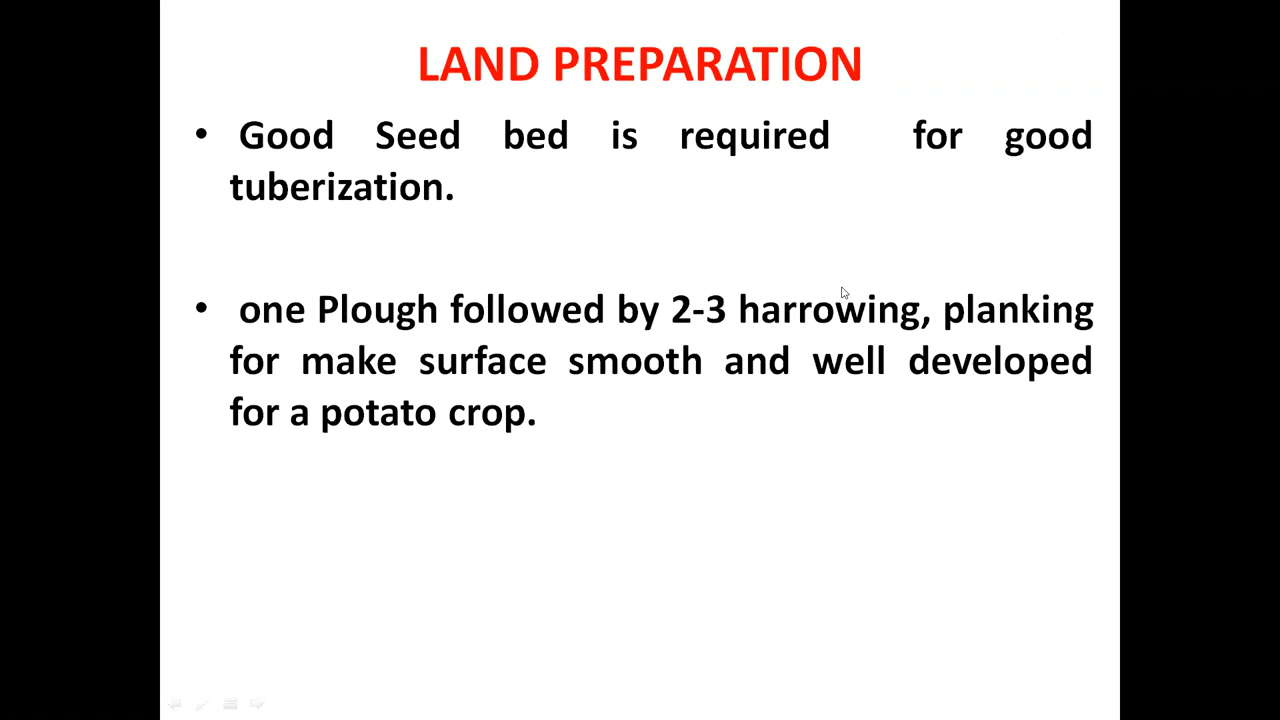 LAND PREPARATION
• Good Seed bed is required for good
tuberization.
• one Plough followed by 2-3 harrowing, planking
for make surface smooth and well developed
for a potato crop.